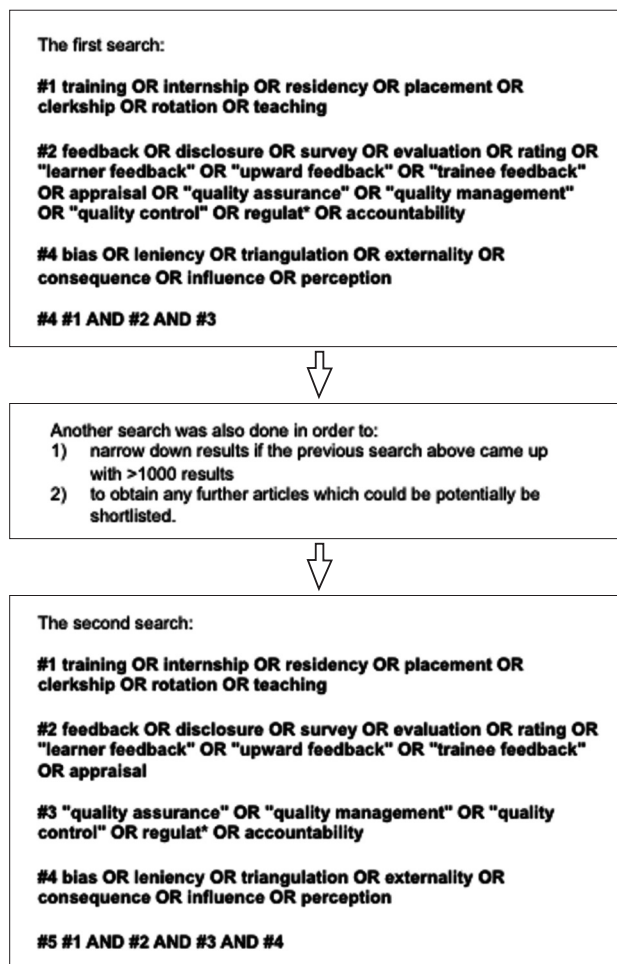 The first search:
#1 training OR internship OR residency OR placement OR
clerkship OR rotation OR teaching
#2 feedback OR disclosure OR survey OR evaluation OR rating OR
"learner feedback" OR "upward feedback" OR "trainee feedback"
OR appraisal OR "quality assurance" OR "quality management"
OR "quality control" OR regulat* OR accountability
#4 bias OR leniency OR triangulation OR externality OR
consequence OR influence OR perception
#4 #1 AND #2 AND #3
Another search was also done in order to:
1) narrow down results if the previous search above came up
with >1000 results
2) to obtain any further articles which could be potentially be
shortlisted.
The second search:
#1 training OR internship OR residency OR placement OR
clerkship OR rotation OR teaching
#2 feedback OR disclosure OR survey OR evaluation OR rating OR
"learner feedback" OR "upward feedback" OR "trainee feedback"
OR appraisal
#3 "quality assurance" OR "quality management" OR "quality
control" OR regulat* OR accountability
#4 bias OR leniency OR triangulation OR externality OR
consequence OR influence OR perception
#5 #1 AND #2 AND #3 AND #4